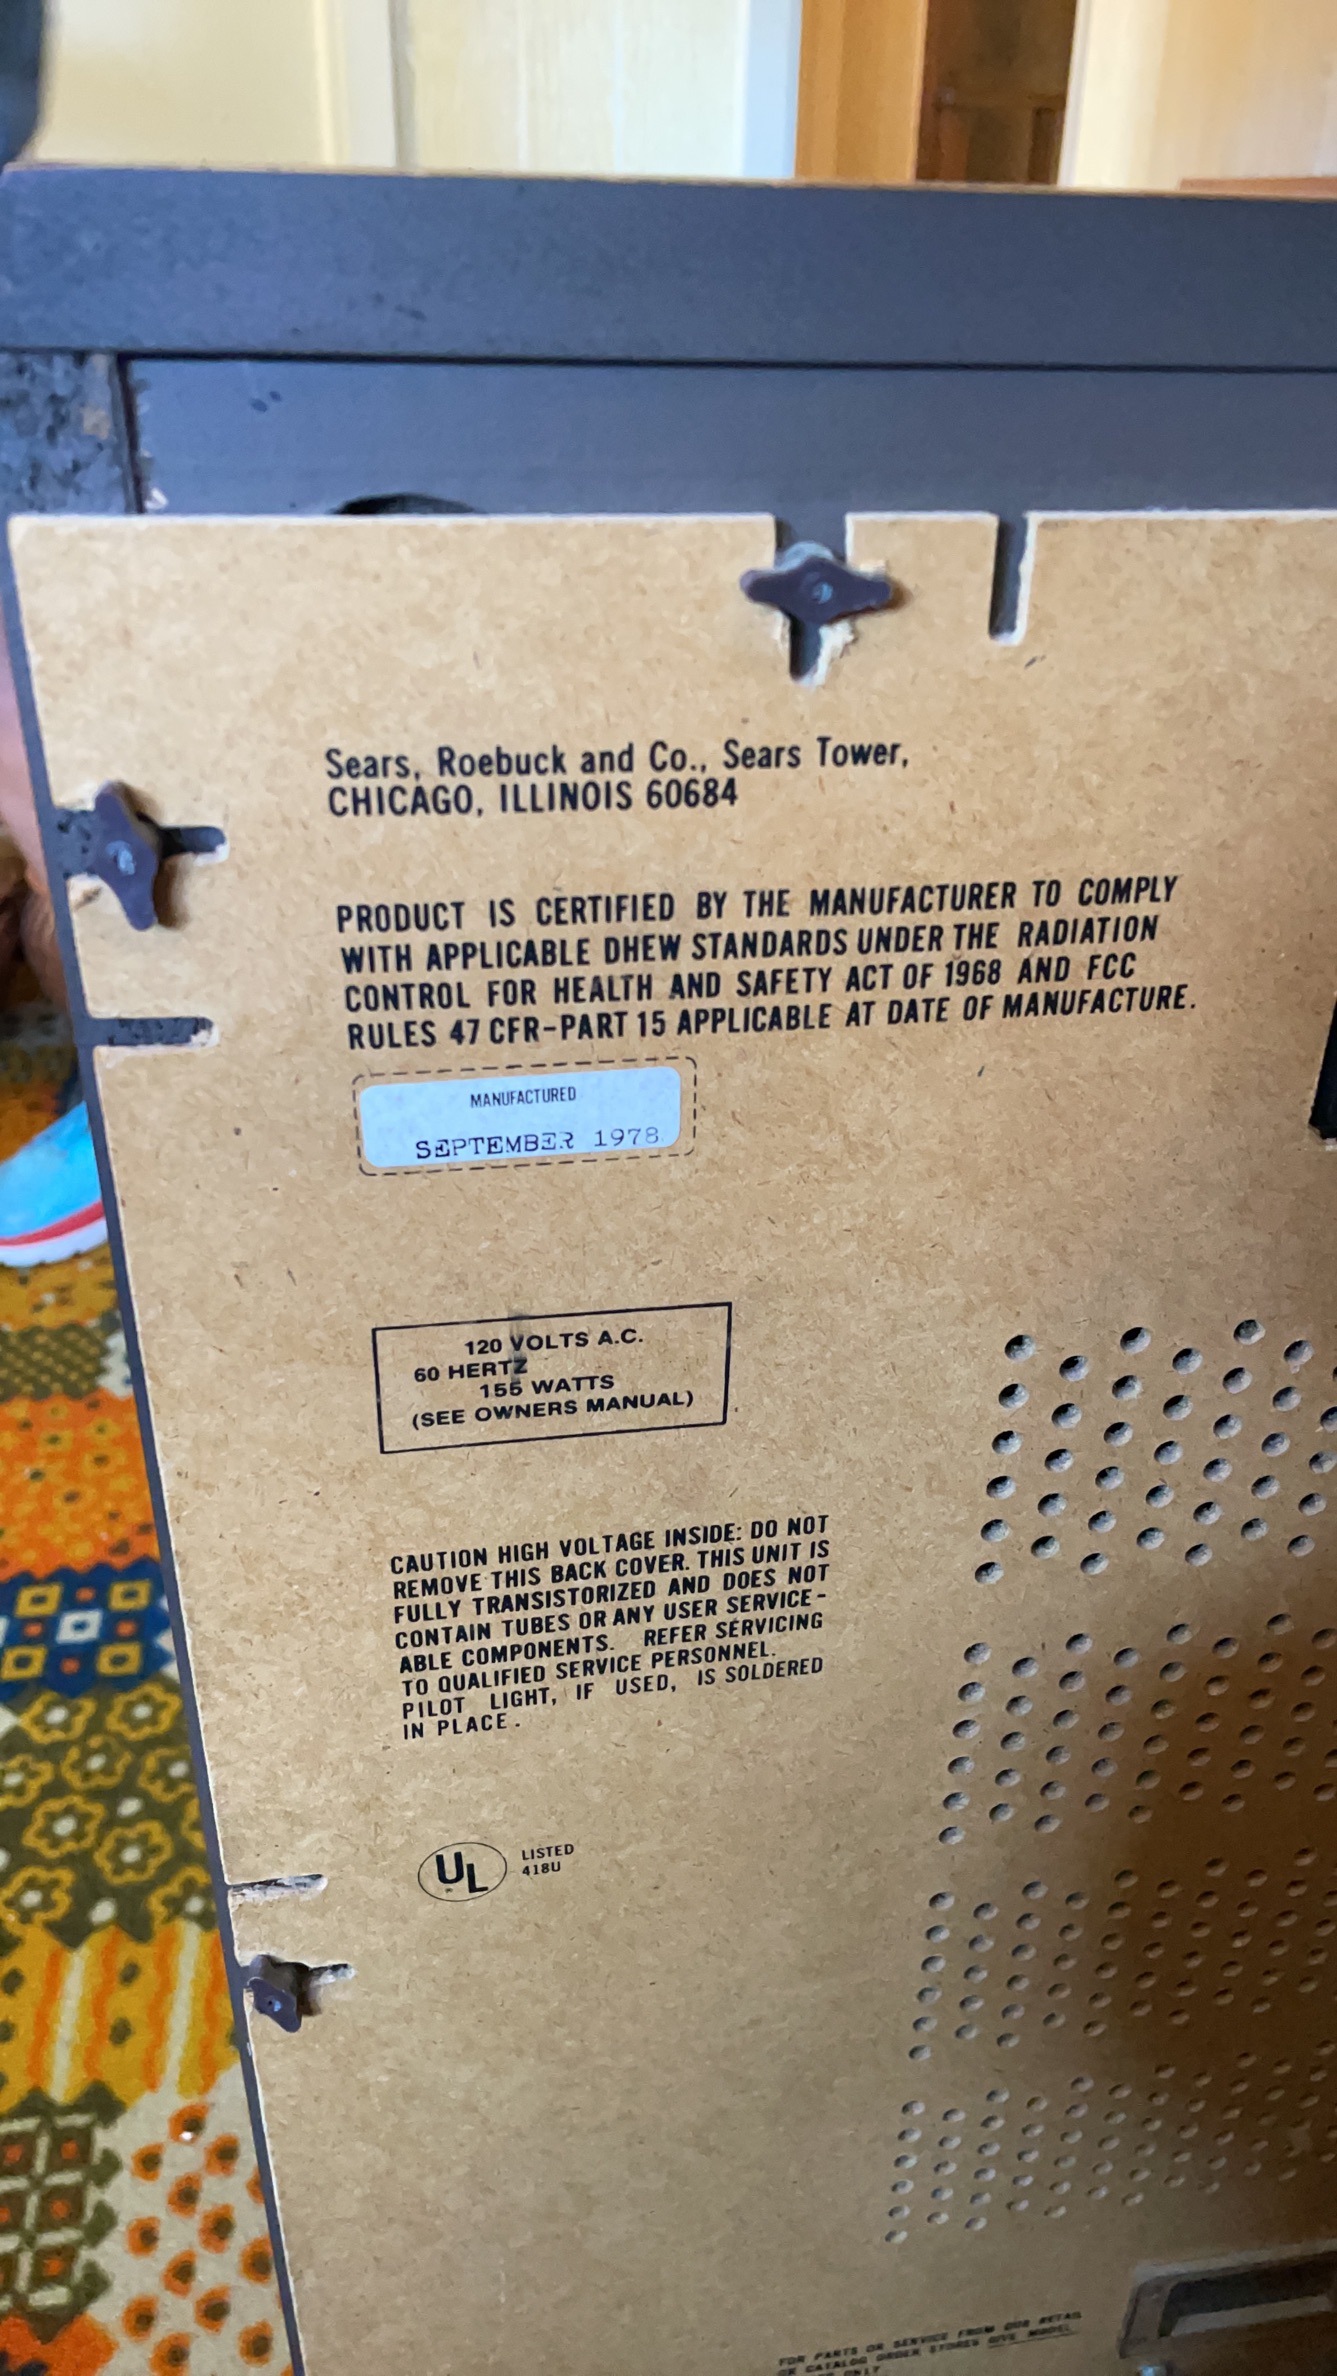 Sears, Roebuck and Co., Sears Tower,
CHICAGO, ILLINOIS 60684
PRODUCT IS CERTIFIED BY THE MANUFACTURER TO COMPLY
WITH APPLICABLE DHEW STANDARDS UNDER THE RADIATION
CONTROL FOR HEALTH AND SAFETY ACT OF 1968 AND FCC
RULES 47 CFR-PART 15 APPLICABLE AT DATE OF MANUFACTURE.
MANUFACTURED
SEPTEMBER 1978
120 VOLTS A.C.
60 HERTZ
155 WATTS
(SEE OWNERS MANUAL)
CAUTION HIGH VOLTAGE INSIDE: DO NOT
REMOVE THIS BACK COVER. THIS UNIT IS
FULLY TRANSISTORIZED AND DOES NOT
CONTAIN TUBES OR ANY USER SERVICE-
ABLE COMPONENTS. REFER SERVICING
TO QUALIFIED SERVICE PERSONNEL.
PILOT LIGHT, IF USED, IS SOLDERED
IN PLACE.
UL LISTED
418U
FOR PARTS OR SERVICE FROM OUR RETAIL
OR CATALOG ORDER STORES GIVE MODEL
ONLY